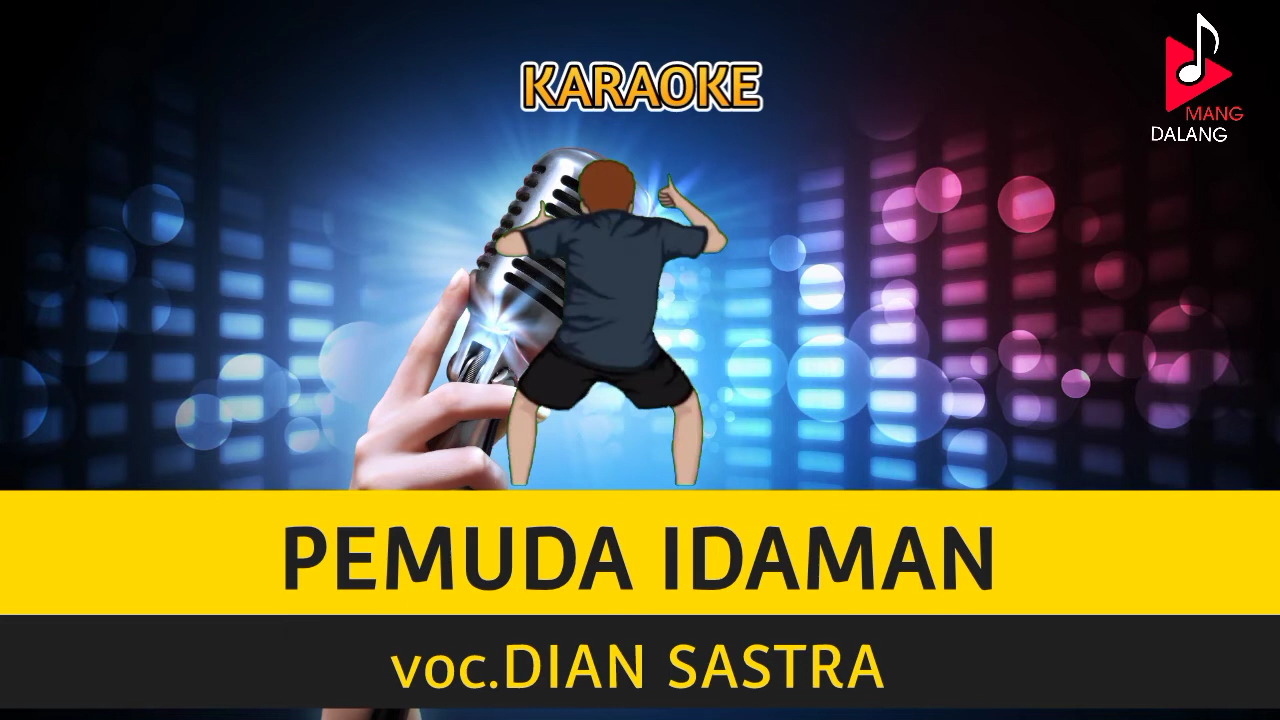 KARAOKE
MANG
DALANG
PEMUDA IDAMAN
voc.DIAN SASTRA